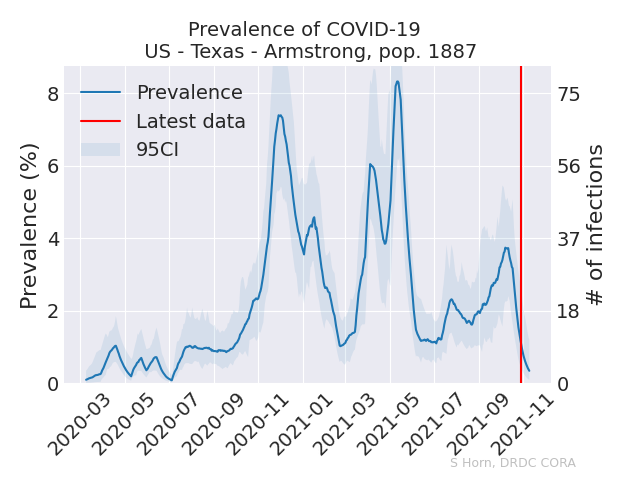 Prevalence of COVID-19
US - Texas - Armstrong, pop. 1887
Prevalence
Latest data
95CI
Prevalence (%)
8
6
4
2
0
# of infections
75
56
37
18
0
2020-03
2020-05
2020-07
2020-09
2020-11
2021-01
2021-03
2021-05
2021-07
2021-09
2021-11
S Horn, DRDC CORA